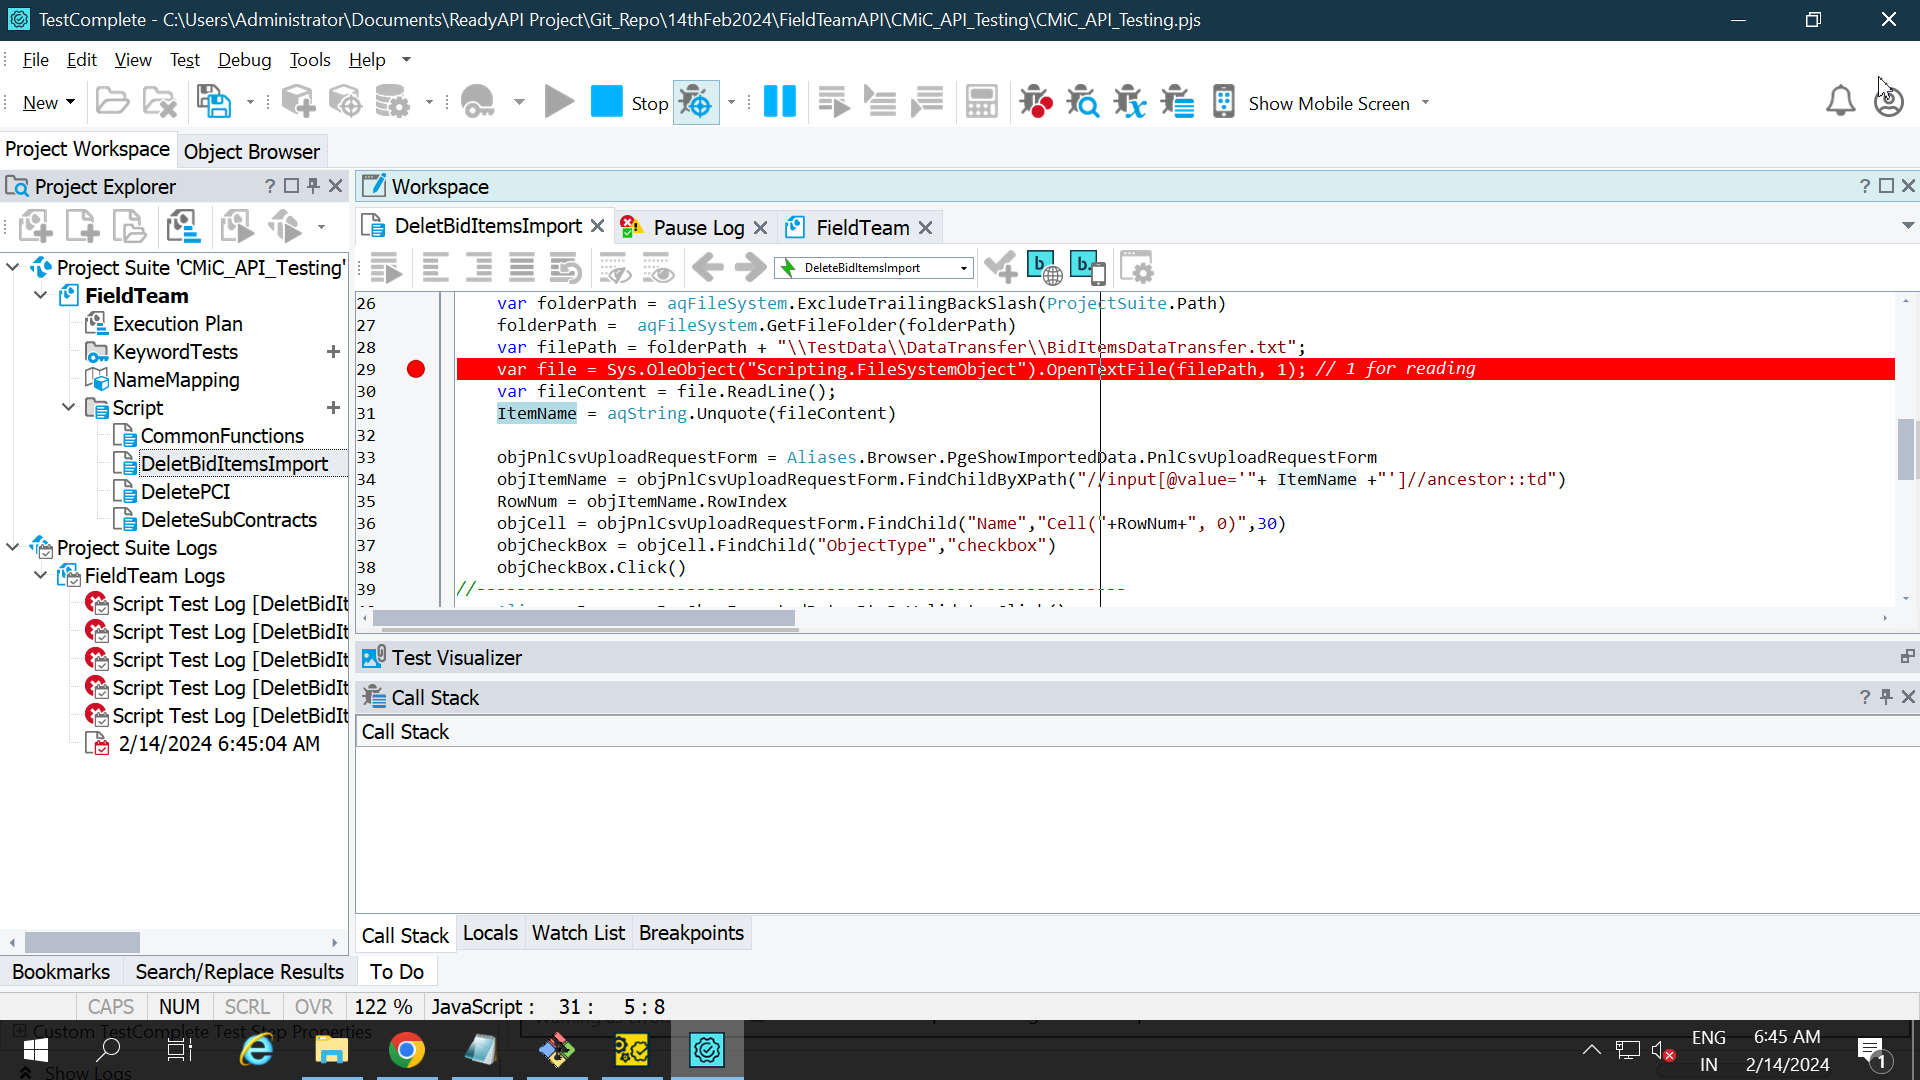 TestComplete - C:\Users\Administrator\Documents\ReadyAPI Project\Git_Repo\14thFeb2024\FieldTeamAPI\CMiC_API_Testing\CMiC_API_Testing.pjs
File Edit View Test Debug Tools Help
New Stop Show Mobile Screen
Project Workspace Object Browser
Project Explorer ?
Workspace ?
DeletBidItemsImport Pause Log FieldTeam
DeleteBidItemsImport
Project Suite 'CMiC_API_Testing'
FieldTeam
Execution Plan
KeywordTests +
NameMapping
Script +
CommonFunctions
DeletBidItemsImport
DeletePCI
DeleteSubContracts
Project Suite Logs
FieldTeam Logs
Script Test Log [DeletBidIt
Script Test Log [DeletBidIt
Script Test Log [DeletBidIt
Script Test Log [DeletBidIt
Script Test Log [DeletBidIt
2/14/2024 6:45:04 AM
26 var folderPath = aqFileSystem.ExcludeTrailingBackSlash(ProjectSuite.Path)
27 folderPath =  aqFileSystem.GetFileFolder(folderPath)
28 var filePath = folderPath + "\\TestData\\DataTransfer\\BidItemsDataTransfer.txt";
29 var file = Sys.OleObject("Scripting.FileSystemObject").OpenTextFile(filePath, 1); // 1 for reading
30 var fileContent = file.ReadLine();
31 ItemName = aqString.Unquote(fileContent)
32
33 objPnlCsvUploadRequestForm = Aliases.Browser.PgeShowImportedData.PnlCsvUploadRequestForm
34 objItemName = objPnlCsvUploadRequestForm.FindChildByXPath("//input[@value='"+ ItemName +"']//ancestor::td")
35 RowNum = objItemName.RowIndex
36 objCell = objPnlCsvUploadRequestForm.FindChild("Name","Cell("+RowNum+", 0)",30)
37 objCheckBox = objCell.FindChild("ObjectType","checkbox")
38 objCheckBox.Click()
39 //-----------------------------------------------------------------
Test Visualizer
Call Stack ?
Call Stack
Call Stack Locals Watch List Breakpoints
Bookmarks Search/Replace Results To Do
CAPS NUM SCRL OVR 122 % JavaScript : 31 : 5 : 8
Custom TestComplete Test Step Properties
Show Logs
ENG
IN
6:45 AM
2/14/2024
1